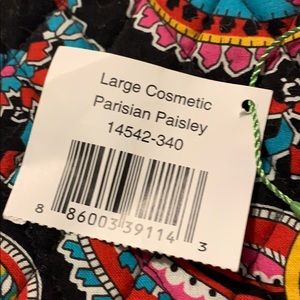 Large Cosmetic
Parisian Paisley
14542-340
8 86003 39114 3